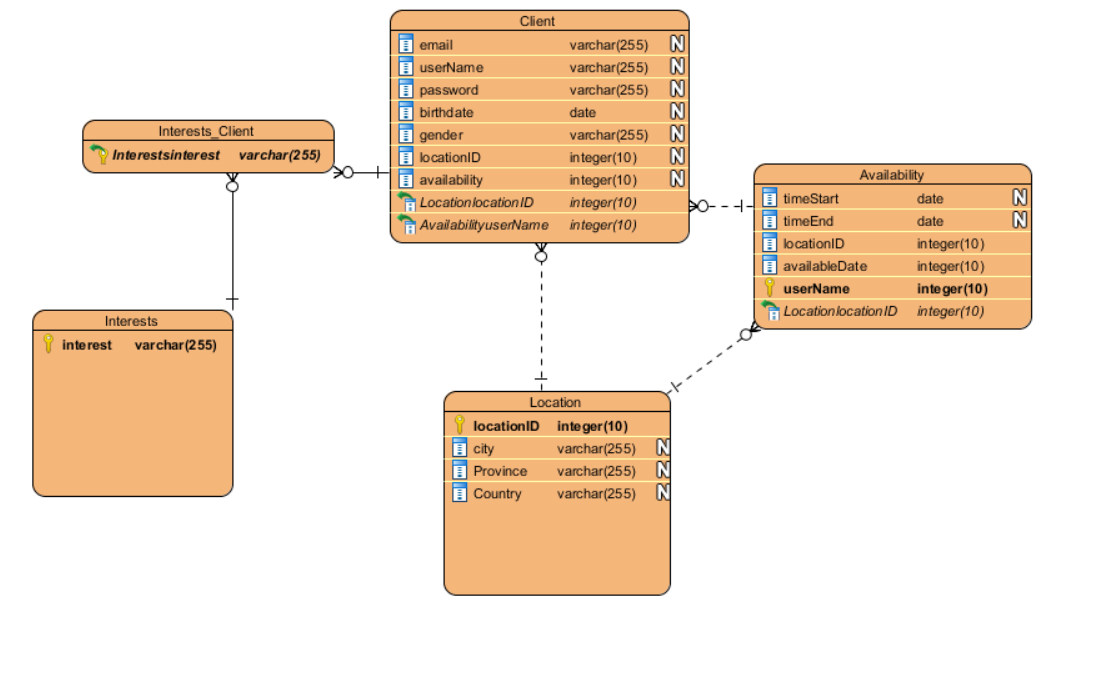 Client
email varchar(255) N
userName varchar(255) N
password varchar(255) N
birthdate date N
gender varchar(255) N
locationID integer(10) N
availability integer(10) N
LocationlocationID integer(10)
AvailabilityuserName integer(10)
Interests_Client
Interestsinterest varchar(255)
Availability
timeStart date N
timeEnd date N
locationID integer(10)
availableDate integer(10)
userName integer(10)
LocationlocationID integer(10)
Interests
interest varchar(255)
Location
locationID integer(10)
city varchar(255) N
Province varchar(255) N
Country varchar(255) N